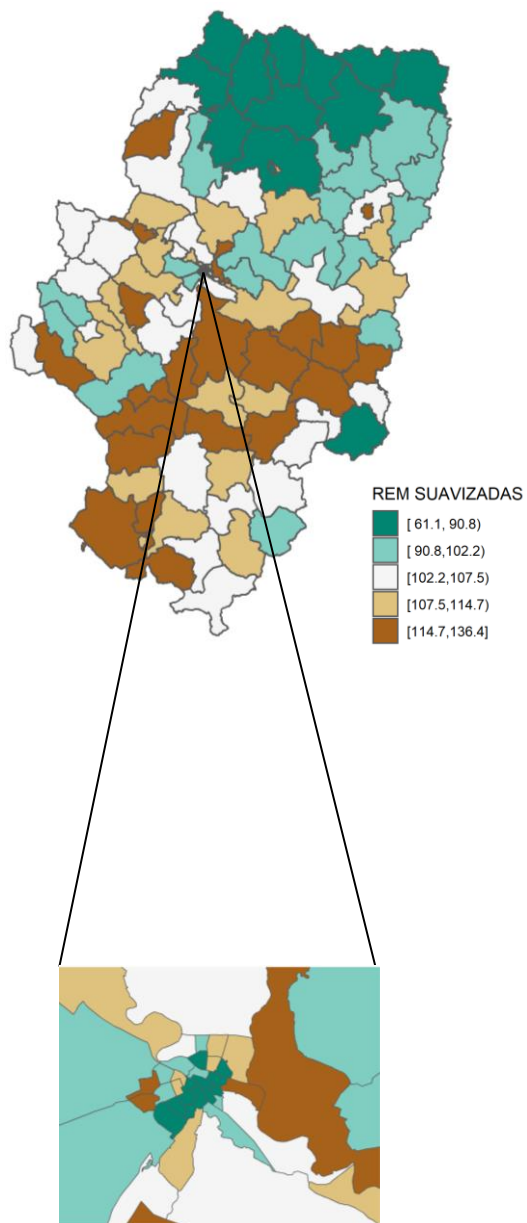 REM SUAVIZADAS
[ 61.1, 90.8)
[ 90.8,102.2)
[102.2,107.5)
[107.5,114.7)
[114.7,136.4]